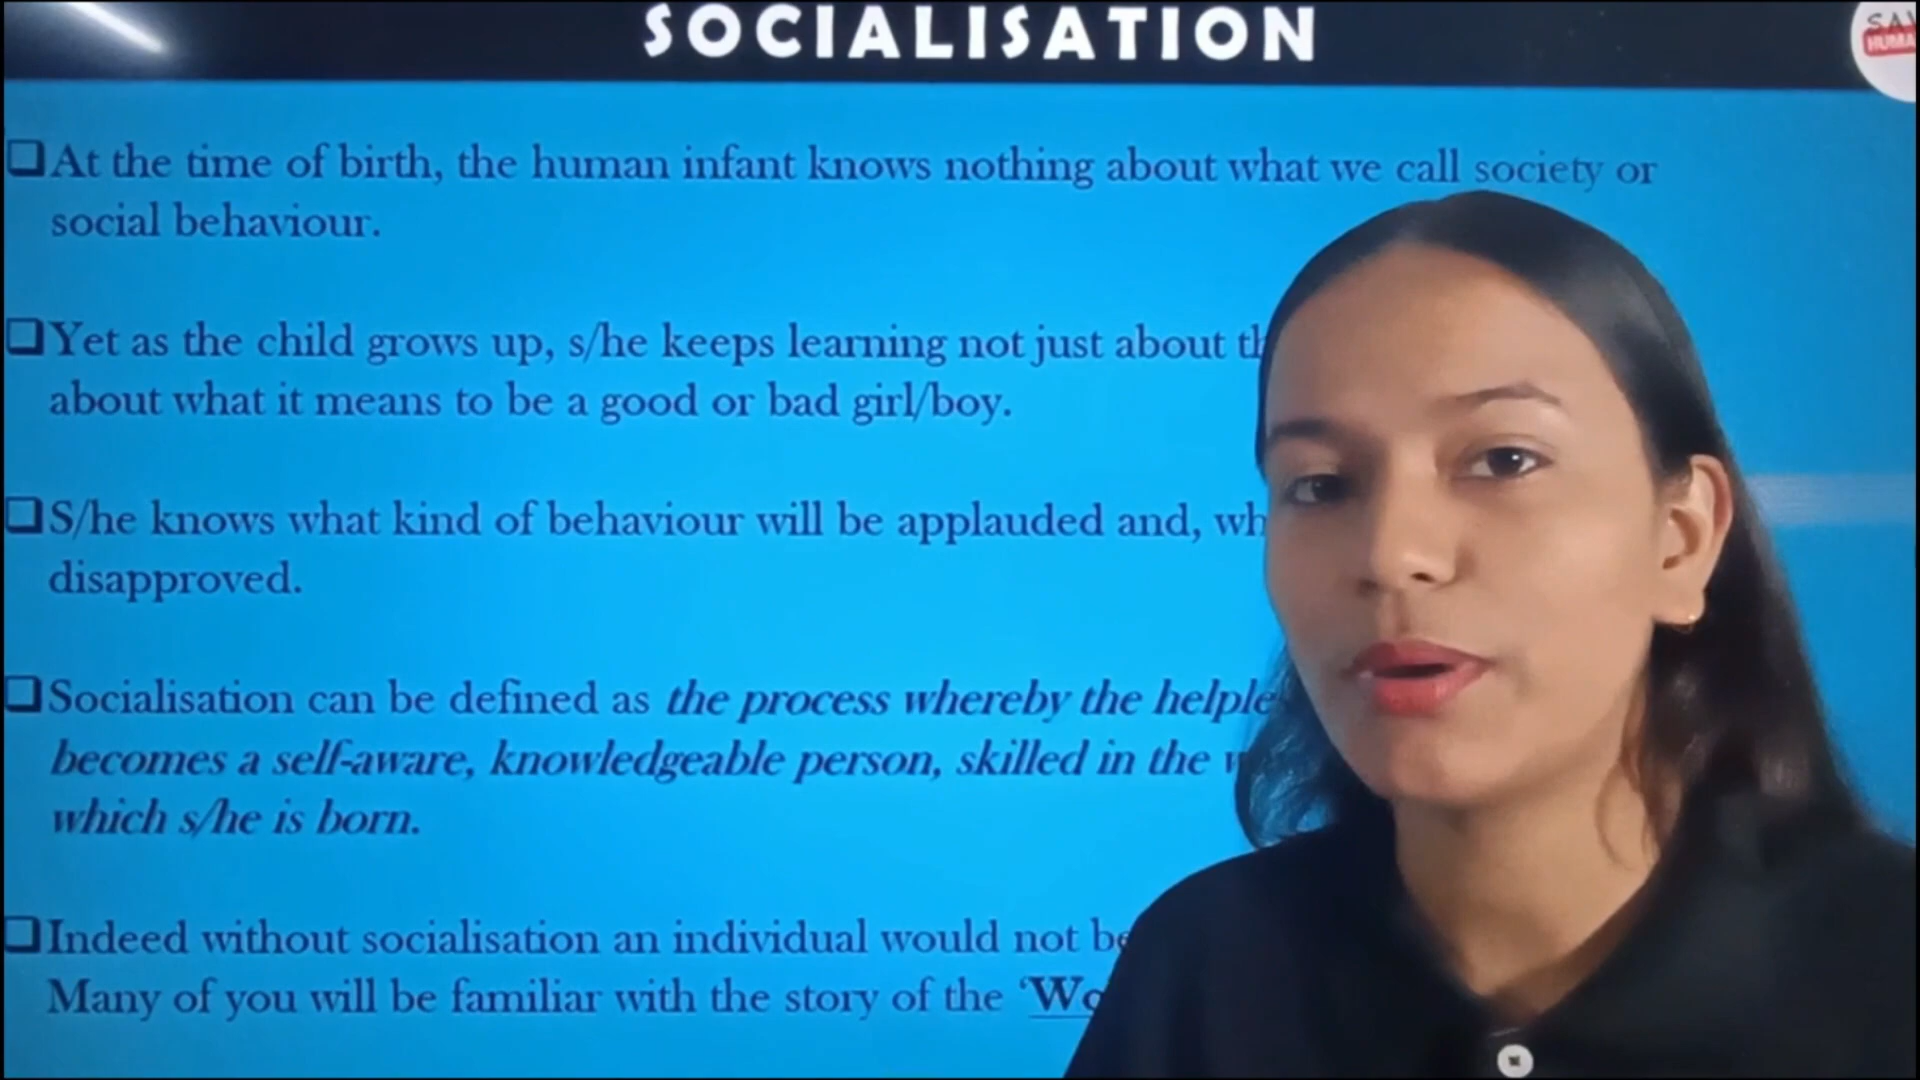 SOCIALISATION
At the time of birth, the human infant knows nothing about what we call society or
social behaviour.
Yet as the child grows up, s/he keeps learning not just about
about what it means to be a good or bad girl/boy.
S/he knows what kind of behaviour will be applauded and,
disapproved.
Socialisation can be defined as the process whereby the
becomes a self-aware, knowledgeable person, skilled in the
which s/he is born.
Indeed without socialisation an individual would not
Many of you will be familiar with the story of the